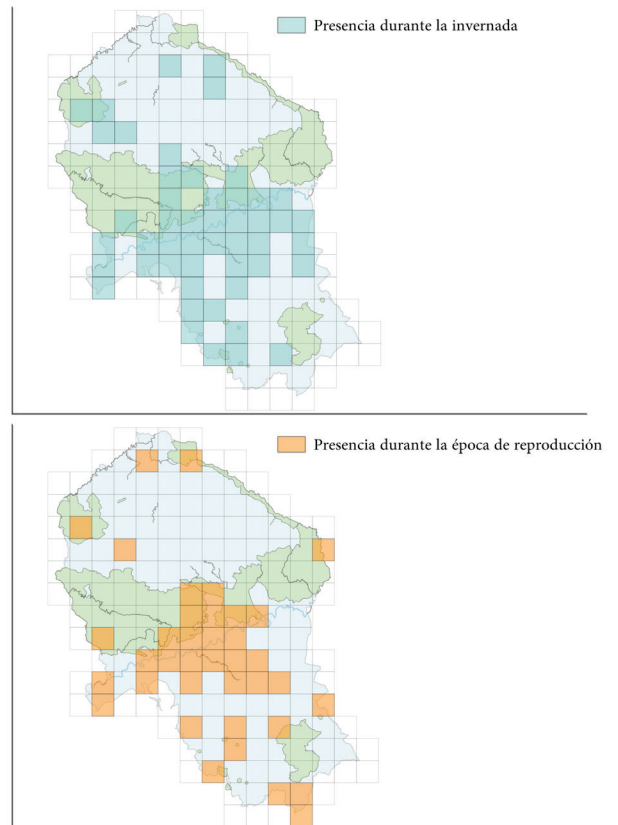 Presencia durante la invernada
Presencia durante la época de reproducción